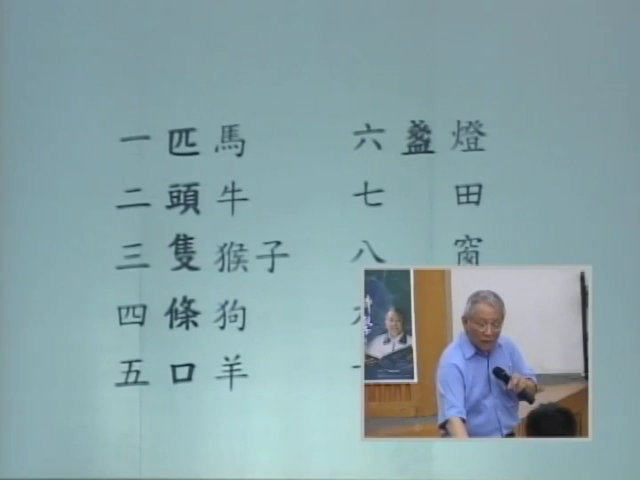 一匹馬
二頭牛
三隻猴子
四條狗
五口羊
六盞燈
七 田
八 窗